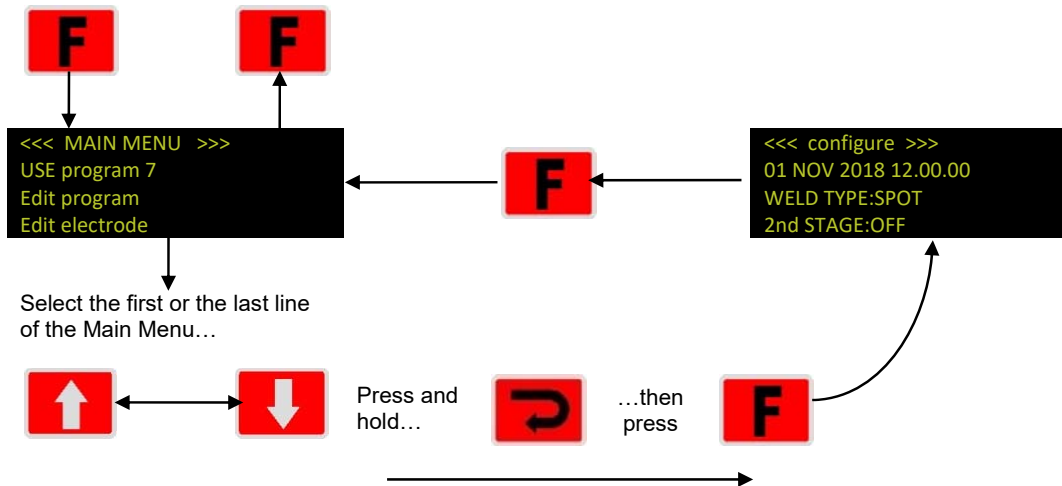 F
F
<<< MAIN MENU >>>
USE program 7
Edit program
Edit electrode
F
<<< configure >>>
01 NOV 2018 12.00.00
WELD TYPE:SPOT
2nd STAGE:OFF
Select the first or the last line
of the Main Menu…
Press and
hold…
…then
press
F